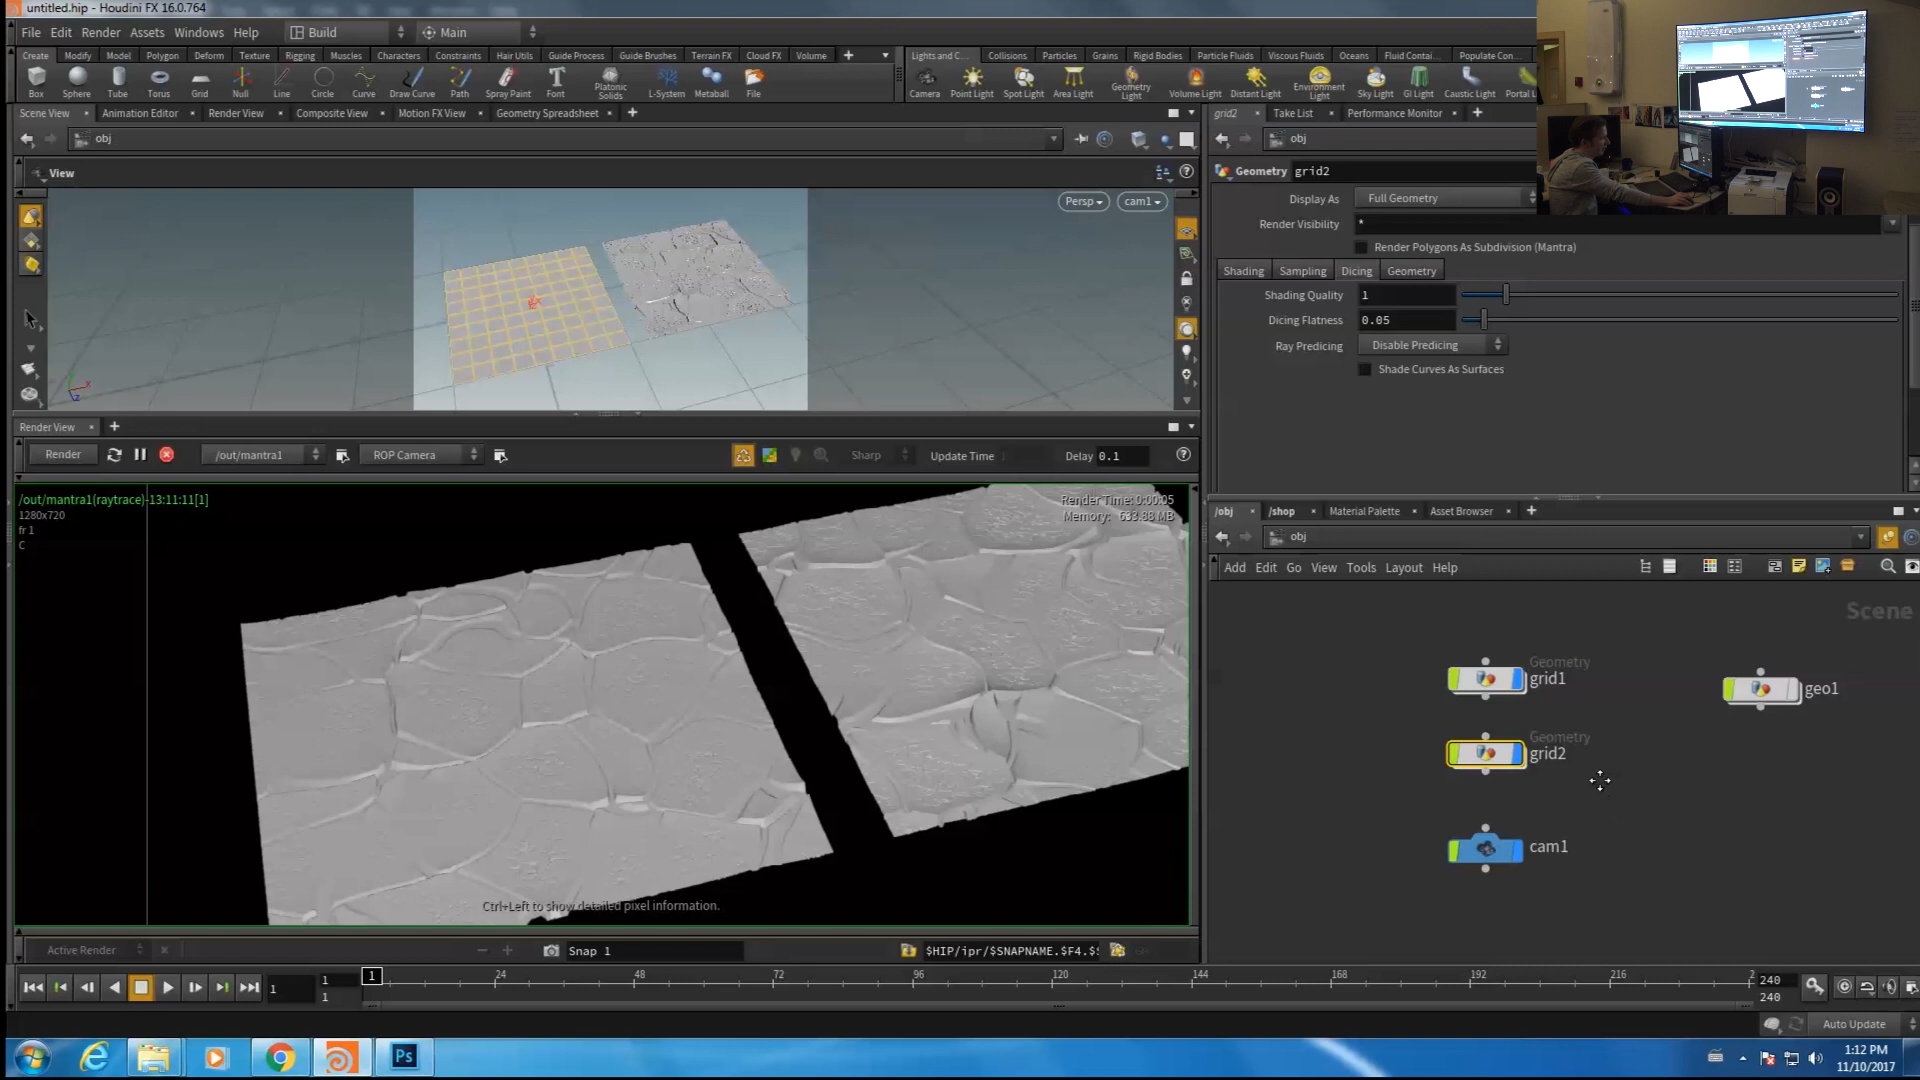 untitled.hip - Houdini FX 16.0.764
File Edit Render Assets Windows Help Build Main
Create Modify Model Polygon Deform Texture Rigging Muscles Characters Constraints Hair Utils Guide Process Guide Brushes Terrain FX Cloud FX Volume
Lights and C... Collisions Particles Grains Rigid Bodies Particle Fluids Viscous Fluids Oceans Fluid Contai... Populate Con...
Box Sphere Tube Torus Grid Null Line Circle Curve Draw Curve Path Spray Paint Font Platonic Solids L-System Metaball File
Camera Point Light Spot Light Area Light Geometry Light Volume Light Distant Light Environment Light Sky Light GI Light Caustic Light Portal L
Scene View Animation Editor Render View Composite View Motion FX View Geometry Spreadsheet
grid2 Take List Performance Monitor
obj
obj
View
Persp cam1
Geometry grid2
Display As Full Geometry
Render Visibility *
Render Polygons As Subdivision (Mantra)
Shading Sampling Dicing Geometry
Shading Quality 1
Dicing Flatness 0.05
Ray Predicing Disable Predicing
Shade Curves As Surfaces
Render View
Render /out/mantra1 ROP Camera Sharp Update Time Delay 0.1
/out/mantra1(raytrace)-13:11:11[1]
1280x720
fr 1
C
Render Time: 0:00:05
Memory: 633.88 MB
Ctrl+Left to show detailed pixel information.
/obj /shop Material Palette Asset Browser
obj
Add Edit Go View Tools Layout Help
Scene
Geometry
grid1
geo1
Geometry
grid2
cam1
Active Render Snap 1 $HIP/ipr/$SNAPNAME.$F4.$
1 1 1 1 24 48 72 96 120 144 168 192 216 2 240
240
Auto Update
Ps
1:12 PM
11/10/2017